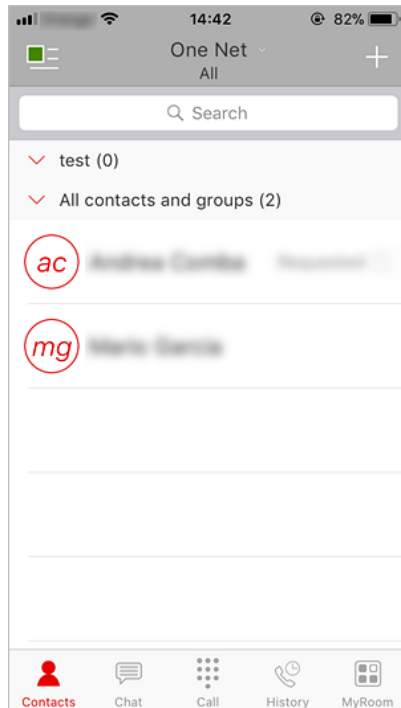 14:42
82%
One Net
All
Search
test (0)
All contacts and groups (2)
ac
mg
Contacts
Chat
Call
History
MyRoom